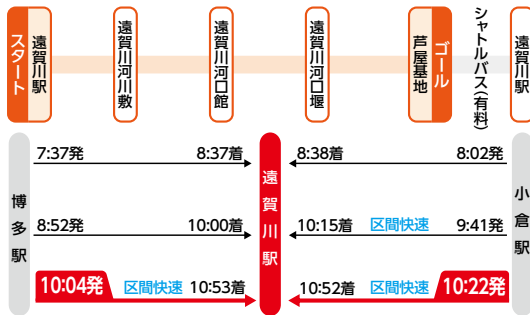 スタート
遠賀川駅
遠賀川河川敷
遠賀川河口館
遠賀川河口堰
芦屋基地
ゴール
シャトルバス(有料)
遠賀川駅
博多駅
7:37発
8:37着
遠賀川駅
8:38着
8:02発
小倉駅
8:52発
10:00着
10:15着
区間快速
9:41発
10:04発
区間快速
10:53着
10:52着
区間快速
10:22発